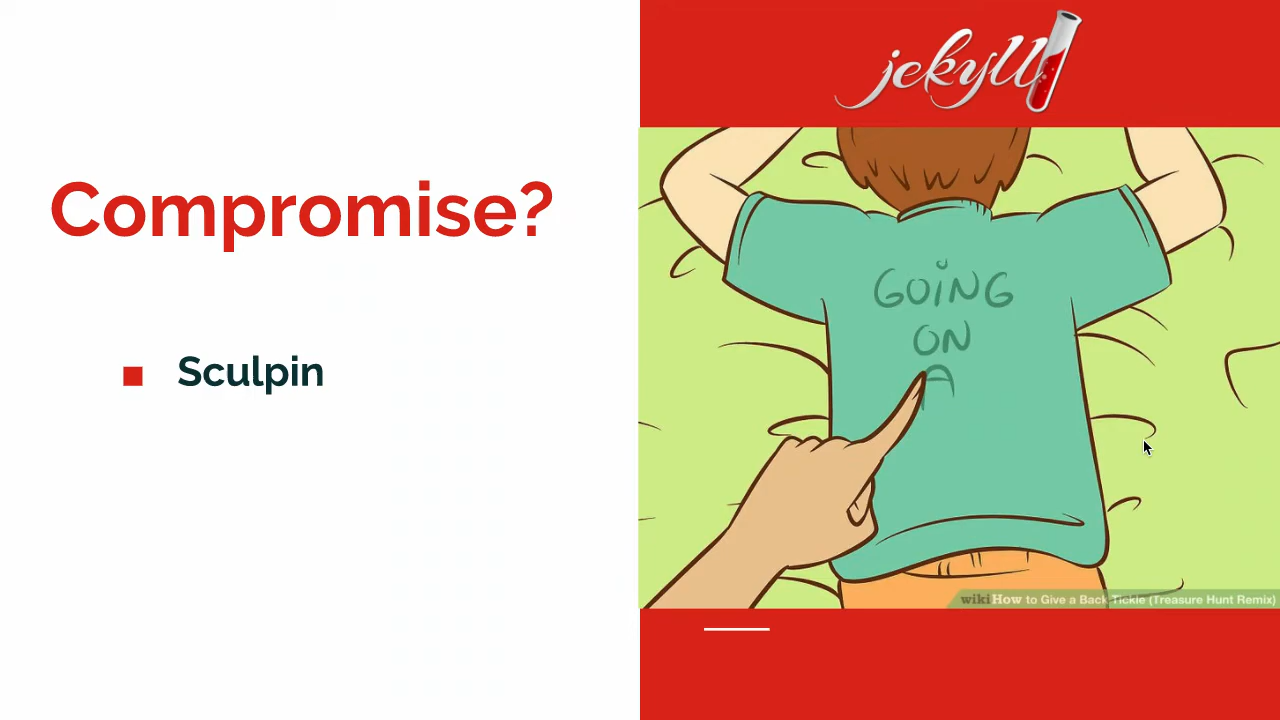 Compromise?
Sculpin
jekyll
GOING
ON
A
wikiHow to Give a Back Tickle (Treasure Hunt Remix)